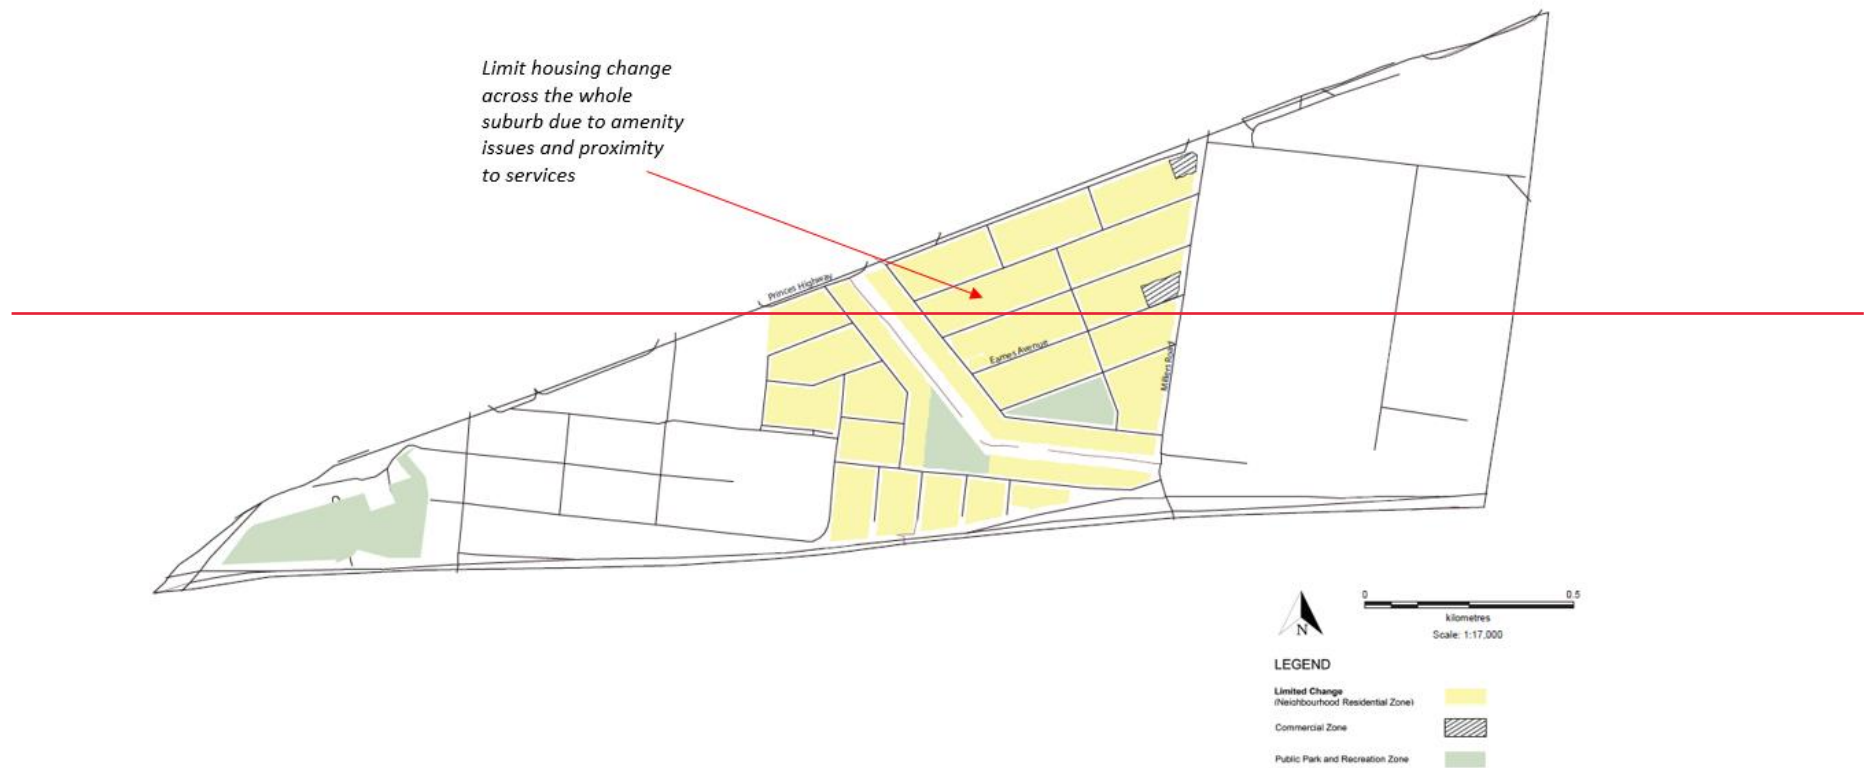 Limit housing change
across the whole
suburb due to amenity
issues and proximity
to services
Princes Highway
Eames Avenue
Millers Road
N
0 0.5
kilometres
Scale: 1:17,000
LEGEND
Limited Change
(Neighbourhood Residential Zone)
Commercial Zone
Public Park and Recreation Zone